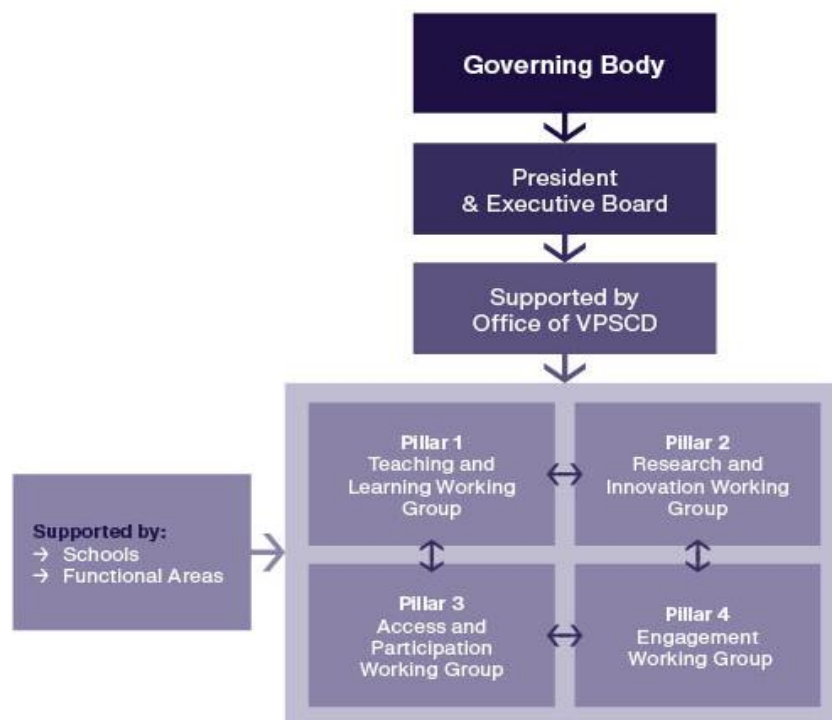 Governing Body
President
& Executive Board
Supported by
Office of VPSCD
Pillar 1
Teaching and
Learning Working
Group
Pillar 2
Research and
Innovation Working
Group
Supported by:
→ Schools
→ Functional Areas
Pillar 3
Access and
Participation
Working Group
Pillar 4
Engagement
Working Group